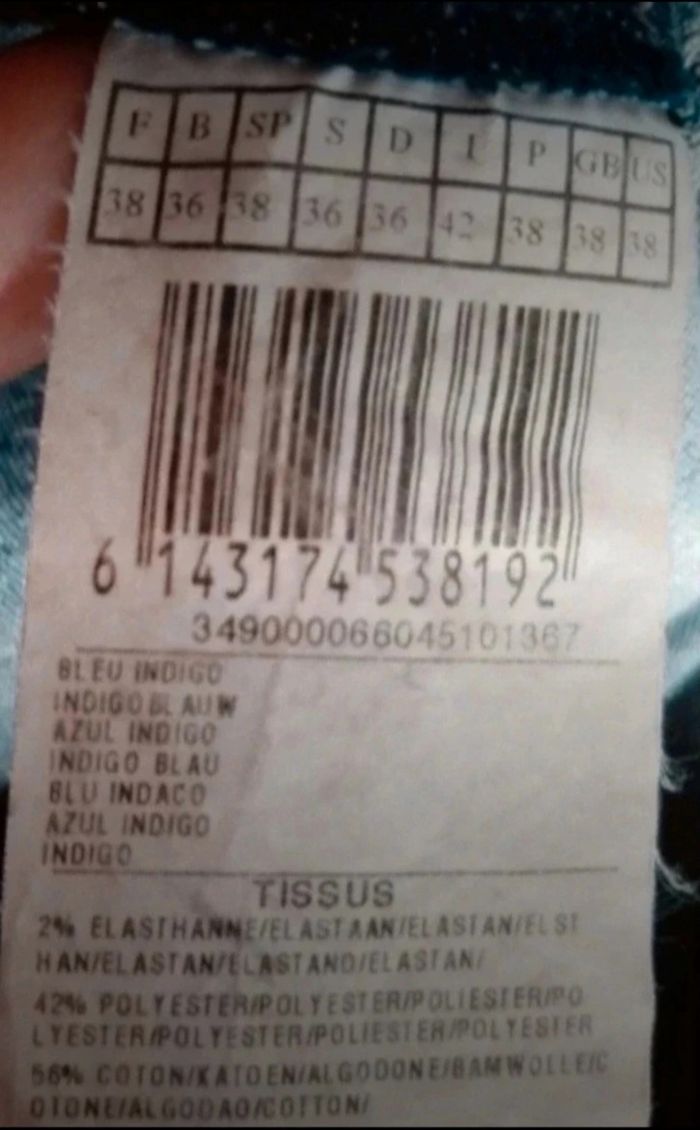 F B SP S D I P GB US
38 36 38 36 36 42 38 38 38
6 143174 538192
349000066045101367
BLEU INDIGO
INDIGO BLAUW
AZUL INDIGO
INDIGO BLAU
BLU INDACO
AZUL INDIGO
INDIGO
TISSUS
2% ELASTHANNE/ELASTAAN/ELASTAN/ELST
HAN/ELASTAN/ELASTANO/ELASTAN/
42% POLYESTER/POLYESTER/POLIESTER/PO
LYESTER/POLYESTER/POLIESTER/POLYESTER
56% COTON/KATOEN/ALGODONE/BAMWOLLE/C
OTONE/ALGODAO/COTTON/